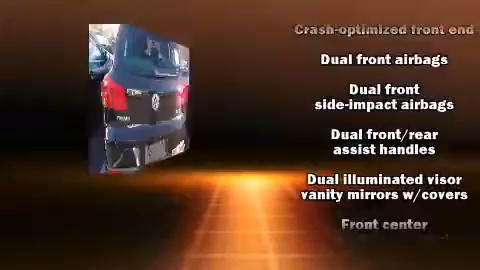 Crash-optimized front end
Dual front airbags
Dual front
side-impact airbags
Dual front/rear
assist handles
Dual illuminated visor
vanity mirrors w/covers
Front center